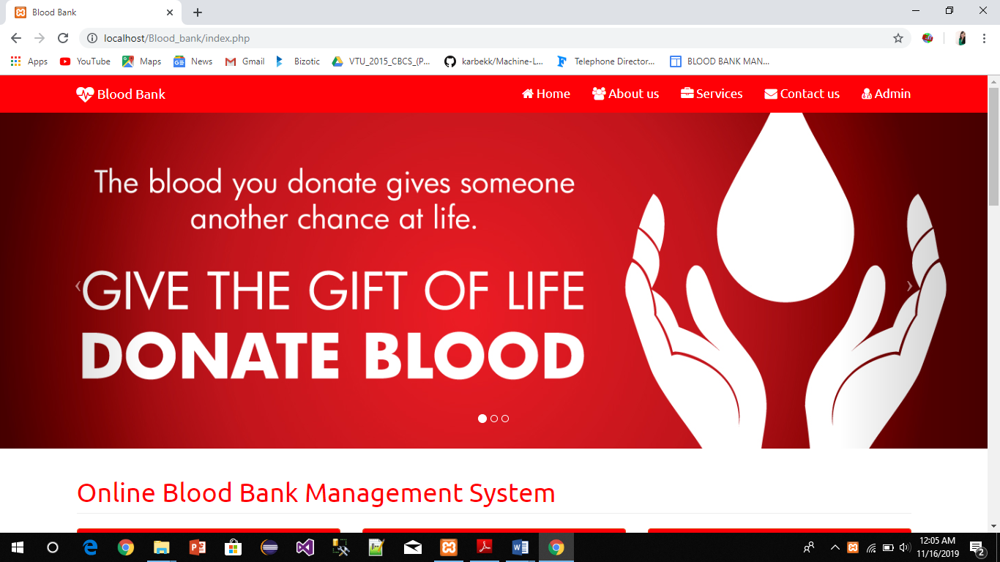 Blood Bank
localhost/Blood_bank/index.php
Apps YouTube Maps News Gmail Bizotic VTU_2015_CBCS_(P... karbekk/Machine-L... Telephone Director... BLOOD BANK MAN...
Blood Bank Home About us Services Contact us Admin
The blood you donate gives someone
another chance at life.
GIVE THE GIFT OF LIFE
DONATE BLOOD
Online Blood Bank Management System
12:05 AM
11/16/2019
2